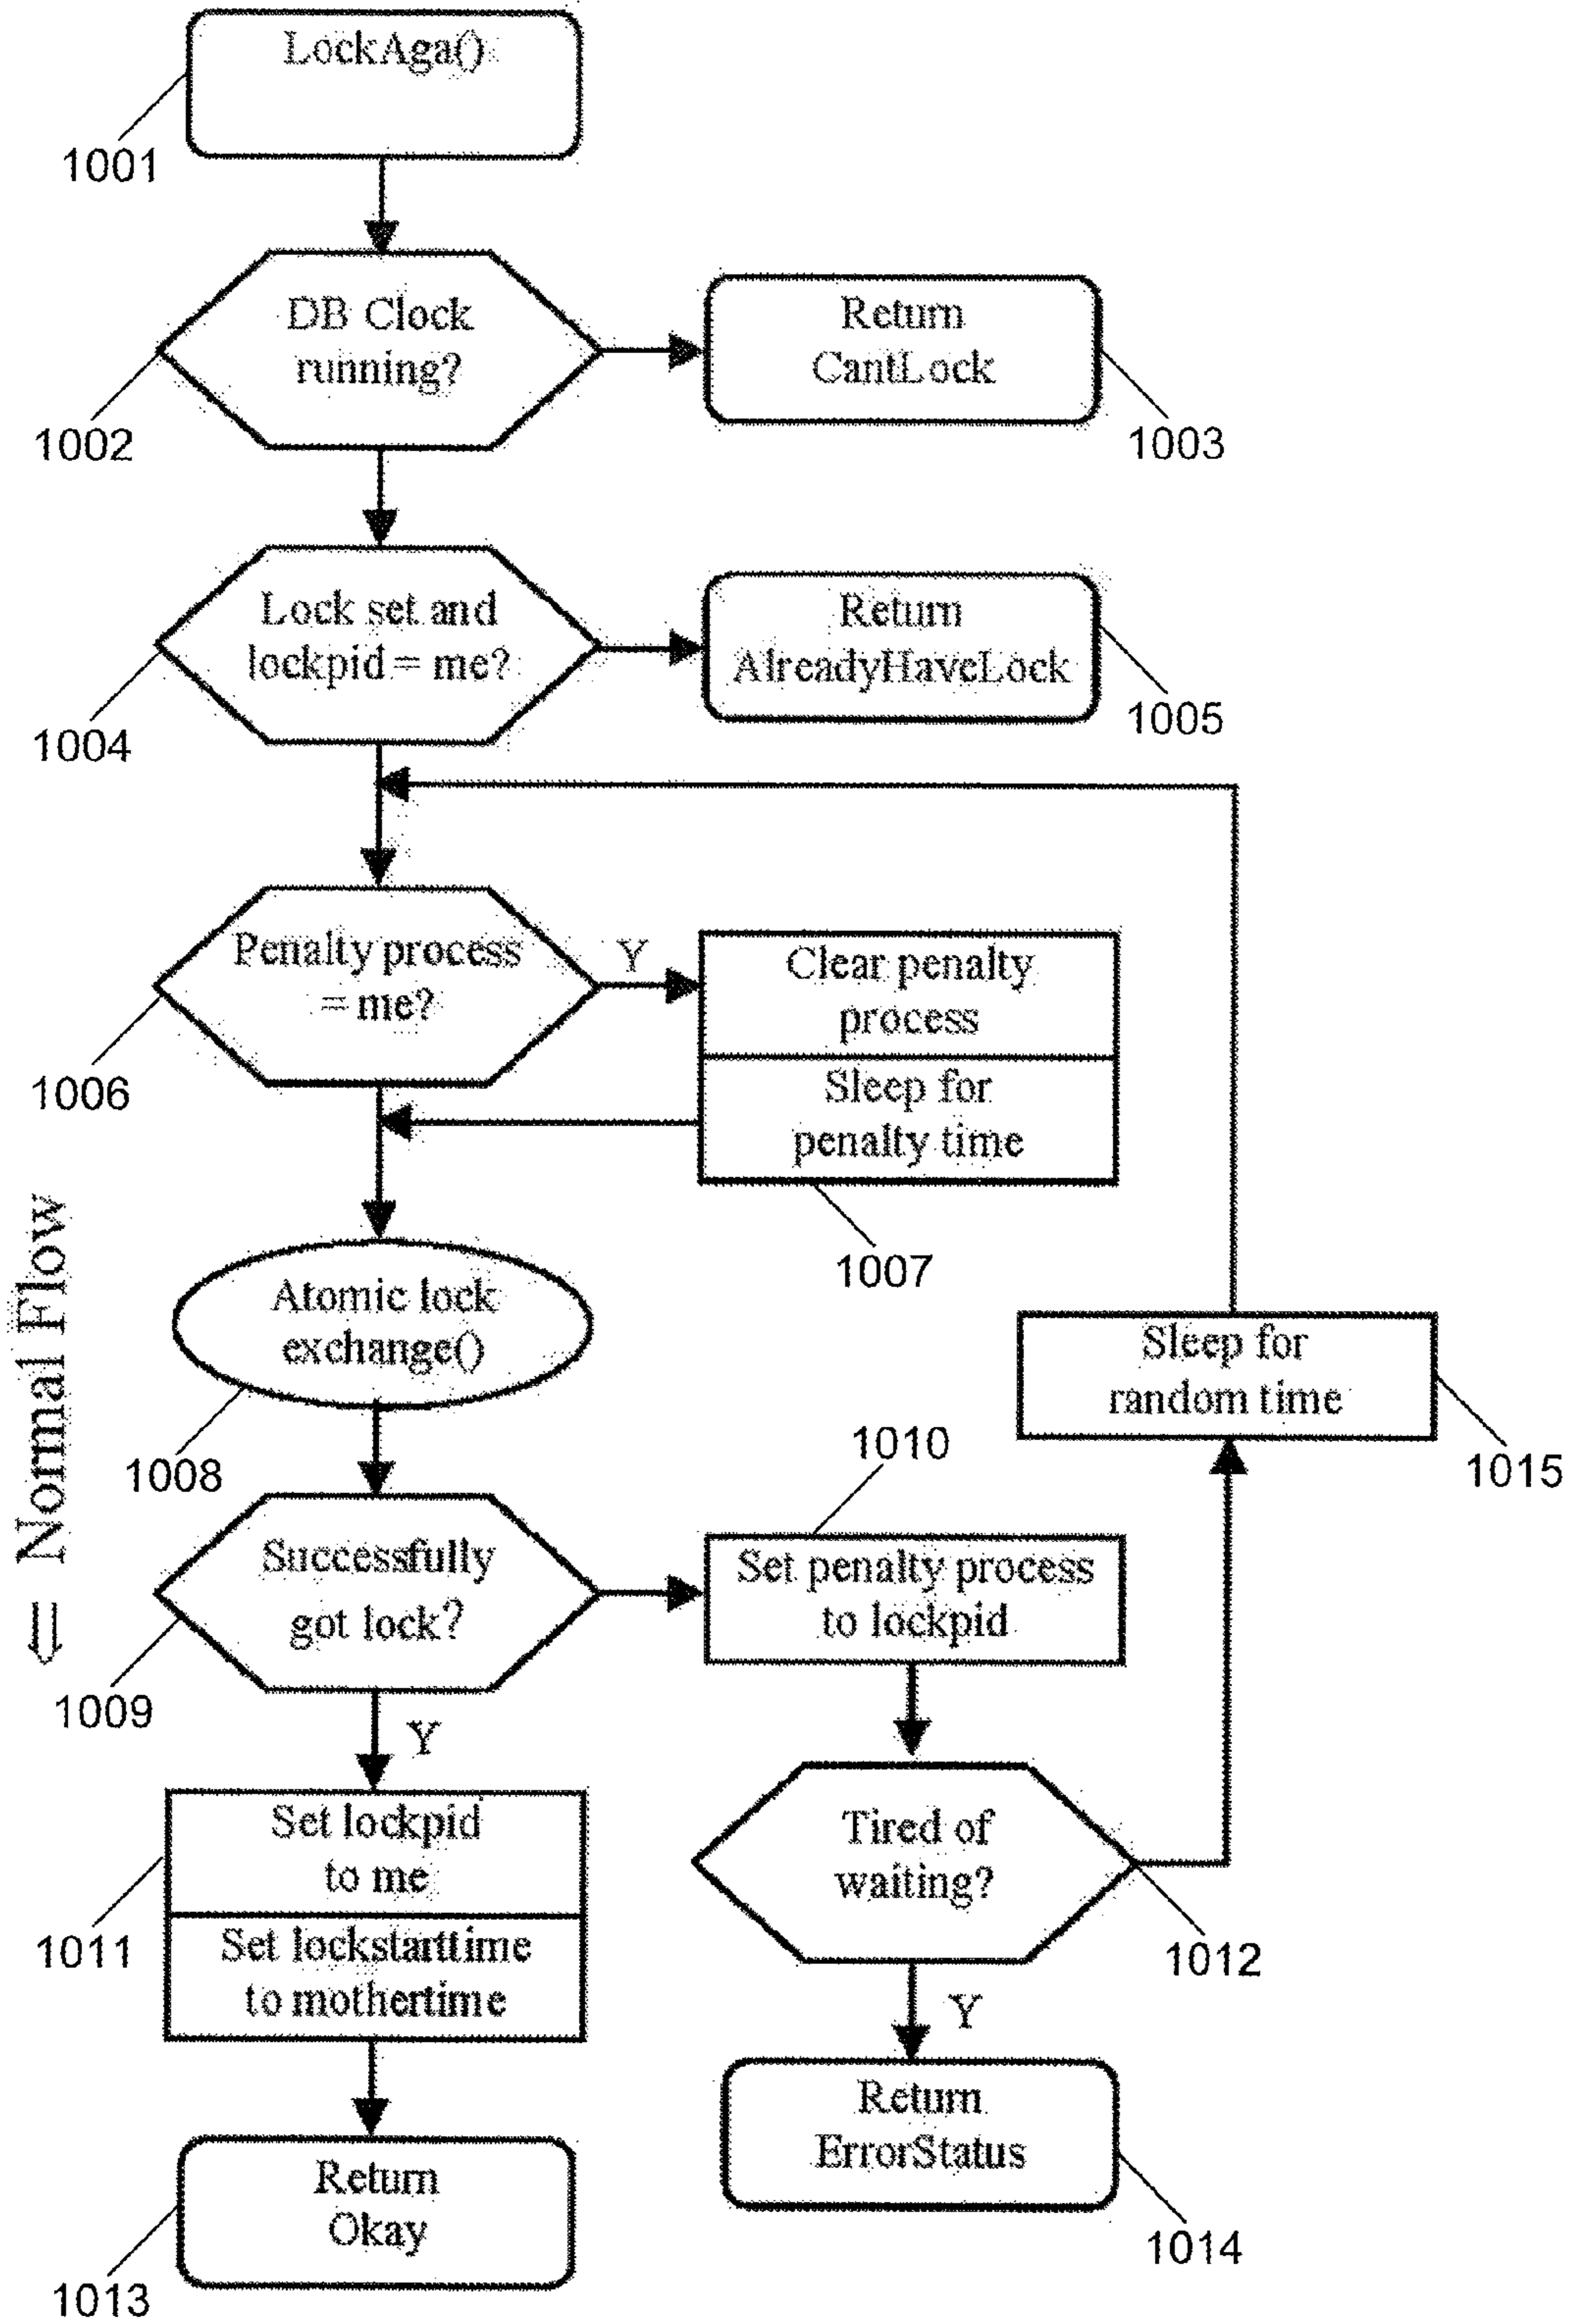 LockAga()
1001
DB Clock
running?
1002
Return
CantLock
1003
Lock set and
lockpid = me?
1004
Return
AlreadyHaveLock
1005
Penalty process
= me?
1006
Y
Clear penalty
process
Sleep for
penalty time
1007
Normal Flow
⇐
Atomic lock
exchange()
1008
Sleep for
random time
1015
Successfully
got lock?
1009
1010
Set penalty process
to lockpid
Y
Set lockpid
to me
Set lockstarttime
to mothertime
1011
Tired of
waiting?
1012
Y
Return
Okay
1013
Return
ErrorStatus
1014